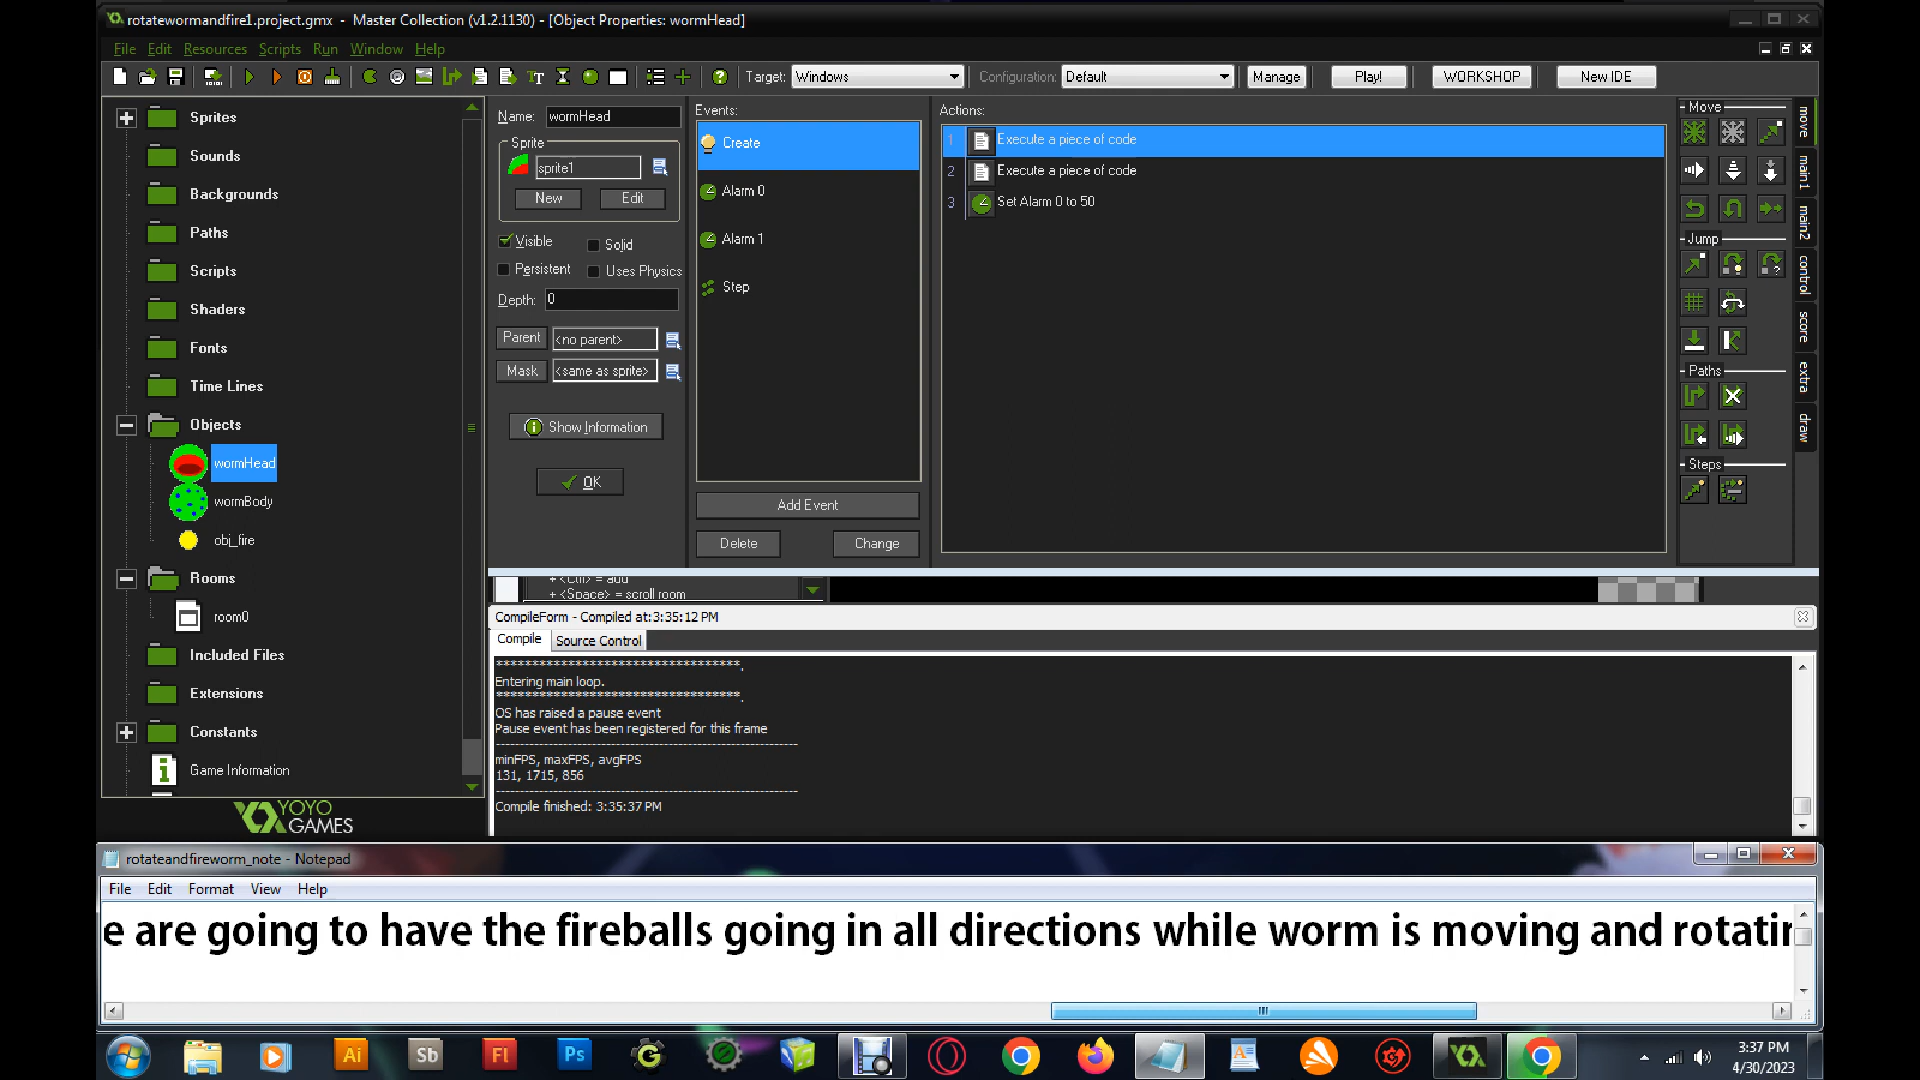 rotatewormandfire1.project.gmx - Master Collection (v1.2.1130) - [Object Properties: wormHead]
File Edit Resources Scripts Run Window Help
Target: Windows Configuration: Default Manage Play! WORKSHOP New IDE
Sprites
Sounds
Backgrounds
Paths
Scripts
Shaders
Fonts
Time Lines
Objects
wormHead
wormBody
obj_fire
Rooms
room0
Included Files
Extensions
Constants
Game Information
YOYO
GAMES
Name: wormHead
Sprite
sprite1
New Edit
Visible Solid
Persistent Uses Physics
Depth: 0
Parent <no parent>
Mask <same as sprite>
Show Information
OK
Events:
Create
Alarm 0
Alarm 1
Step
Add Event
Delete Change
Actions:
1 Execute a piece of code
2 Execute a piece of code
3 Set Alarm 0 to 50
Move
Jump
Paths
Steps
move
main1
main2
control
score
extra
draw
+ <Ctrl> = add
+ <Space> = scroll room
CompileForm - Compiled at:3:35:12 PM
Compile Source Control
***********************************.
Entering main loop.
***********************************.
OS has raised a pause event
Pause event has been registered for this frame
minFPS, maxFPS, avgFPS
131, 1715, 856
Compile finished: 3:35:37 PM
rotateandfireworm_note - Notepad
File Edit Format View Help
e are going to have the fireballs going in all directions while worm is moving and rotatin
Ai Sb Fl Ps
3:37 PM
4/30/2023